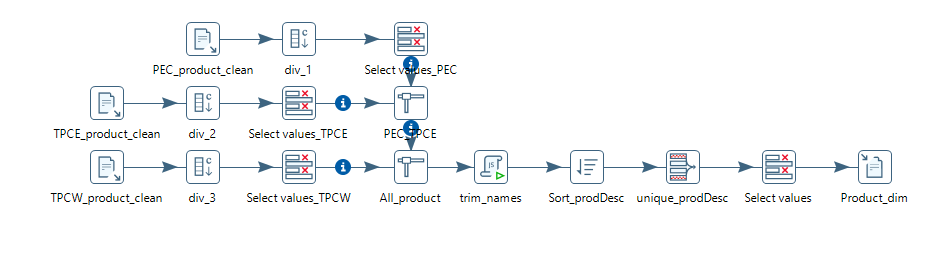 PEC_product_clean
div_1
Select values_PEC
TPCE_product_clean
div_2
Select values_TPCE
PEC_TPCE
TPCW_product_clean
div_3
Select values_TPCW
All_product
trim_names
Sort_prodDesc
unique_prodDesc
Select values
Product_dim